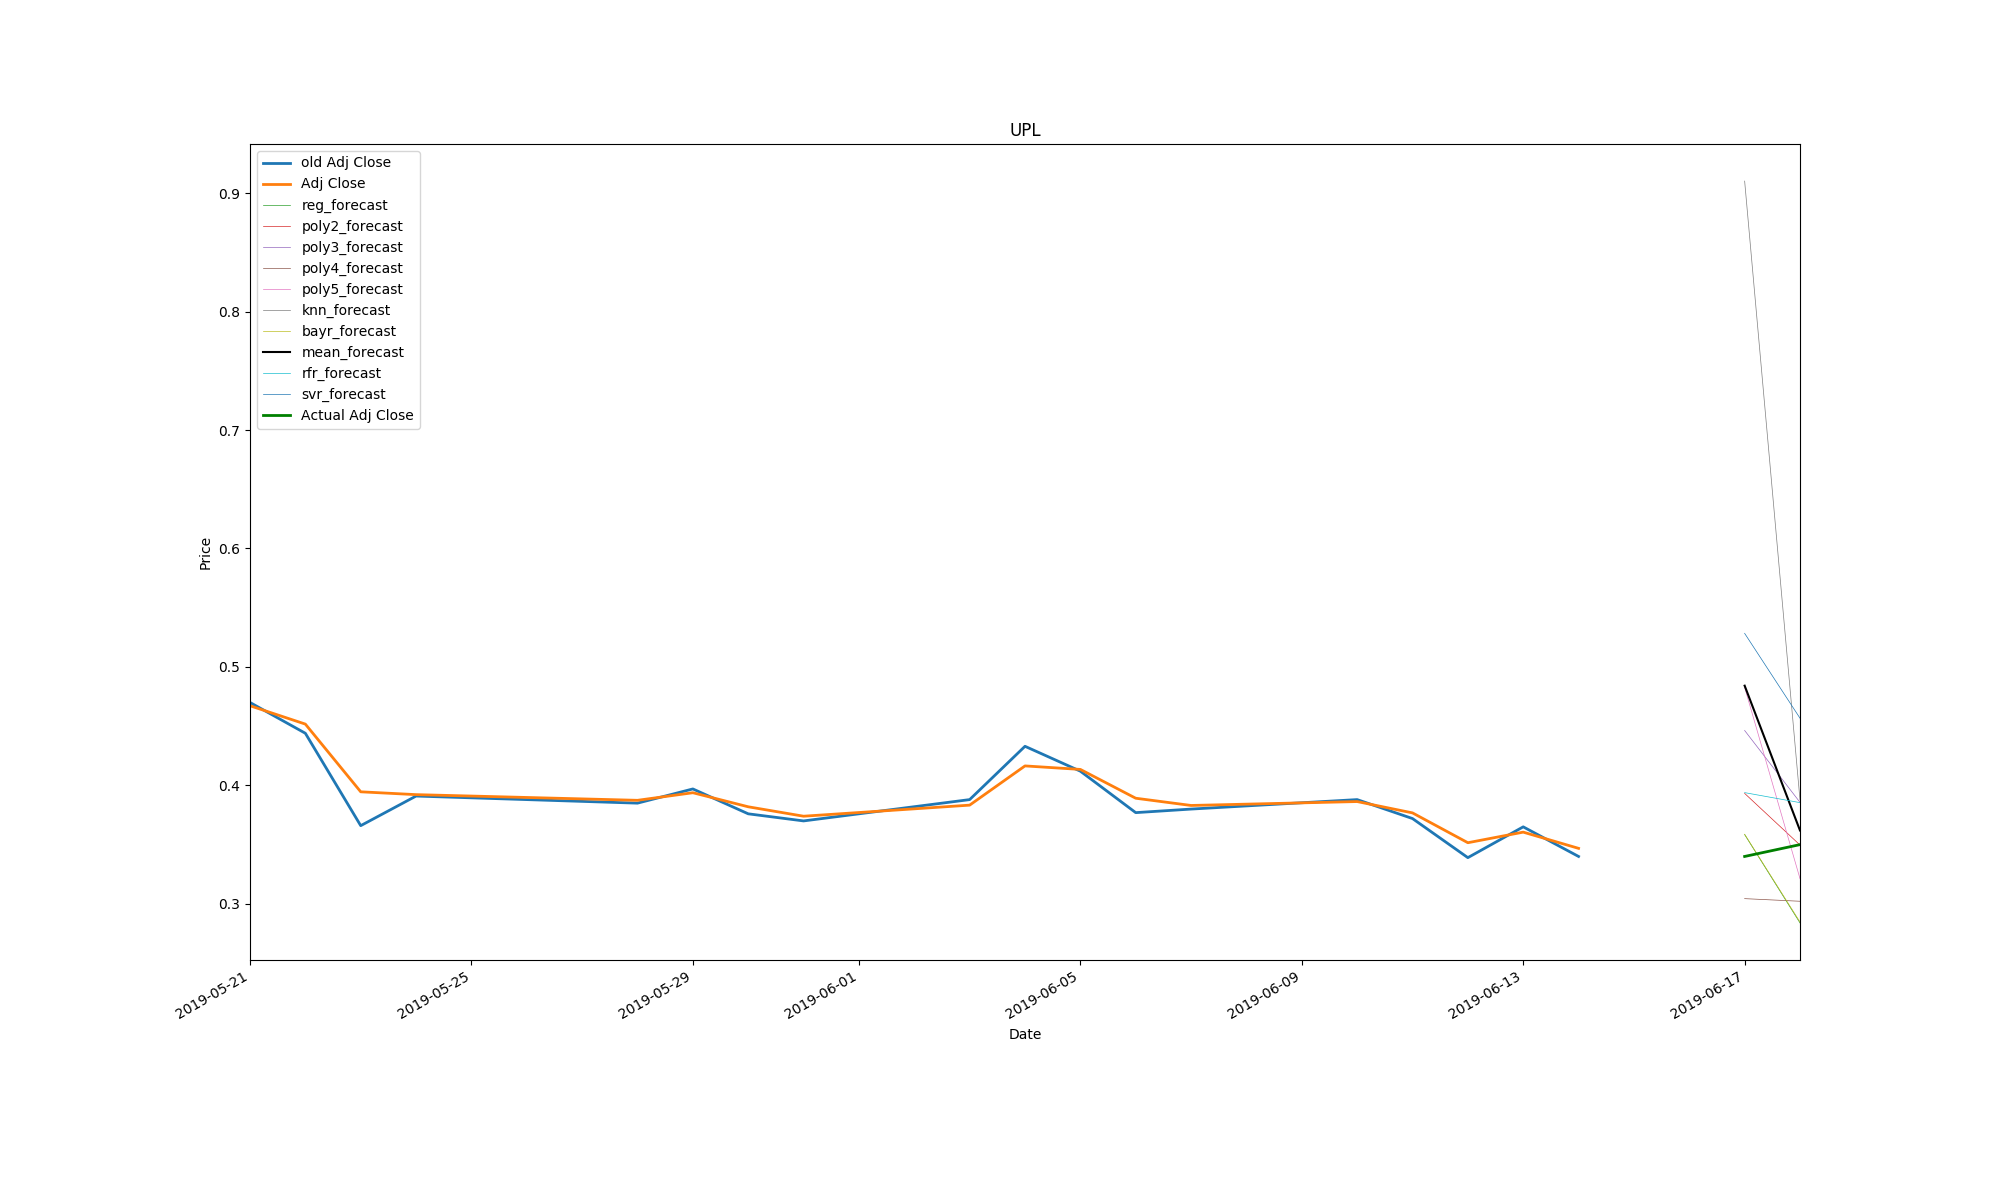 UPL
old Adj Close
Adj Close
reg_forecast
poly2_forecast
poly3_forecast
poly4_forecast
poly5_forecast
knn_forecast
bayr_forecast
mean_forecast
rfr_forecast
svr_forecast
Actual Adj Close
0.9
0.8
0.7
0.6
0.5
0.4
0.3
Price
2019-05-21
2019-05-25
2019-05-29
2019-06-01
2019-06-05
2019-06-09
2019-06-13
2019-06-17
Date